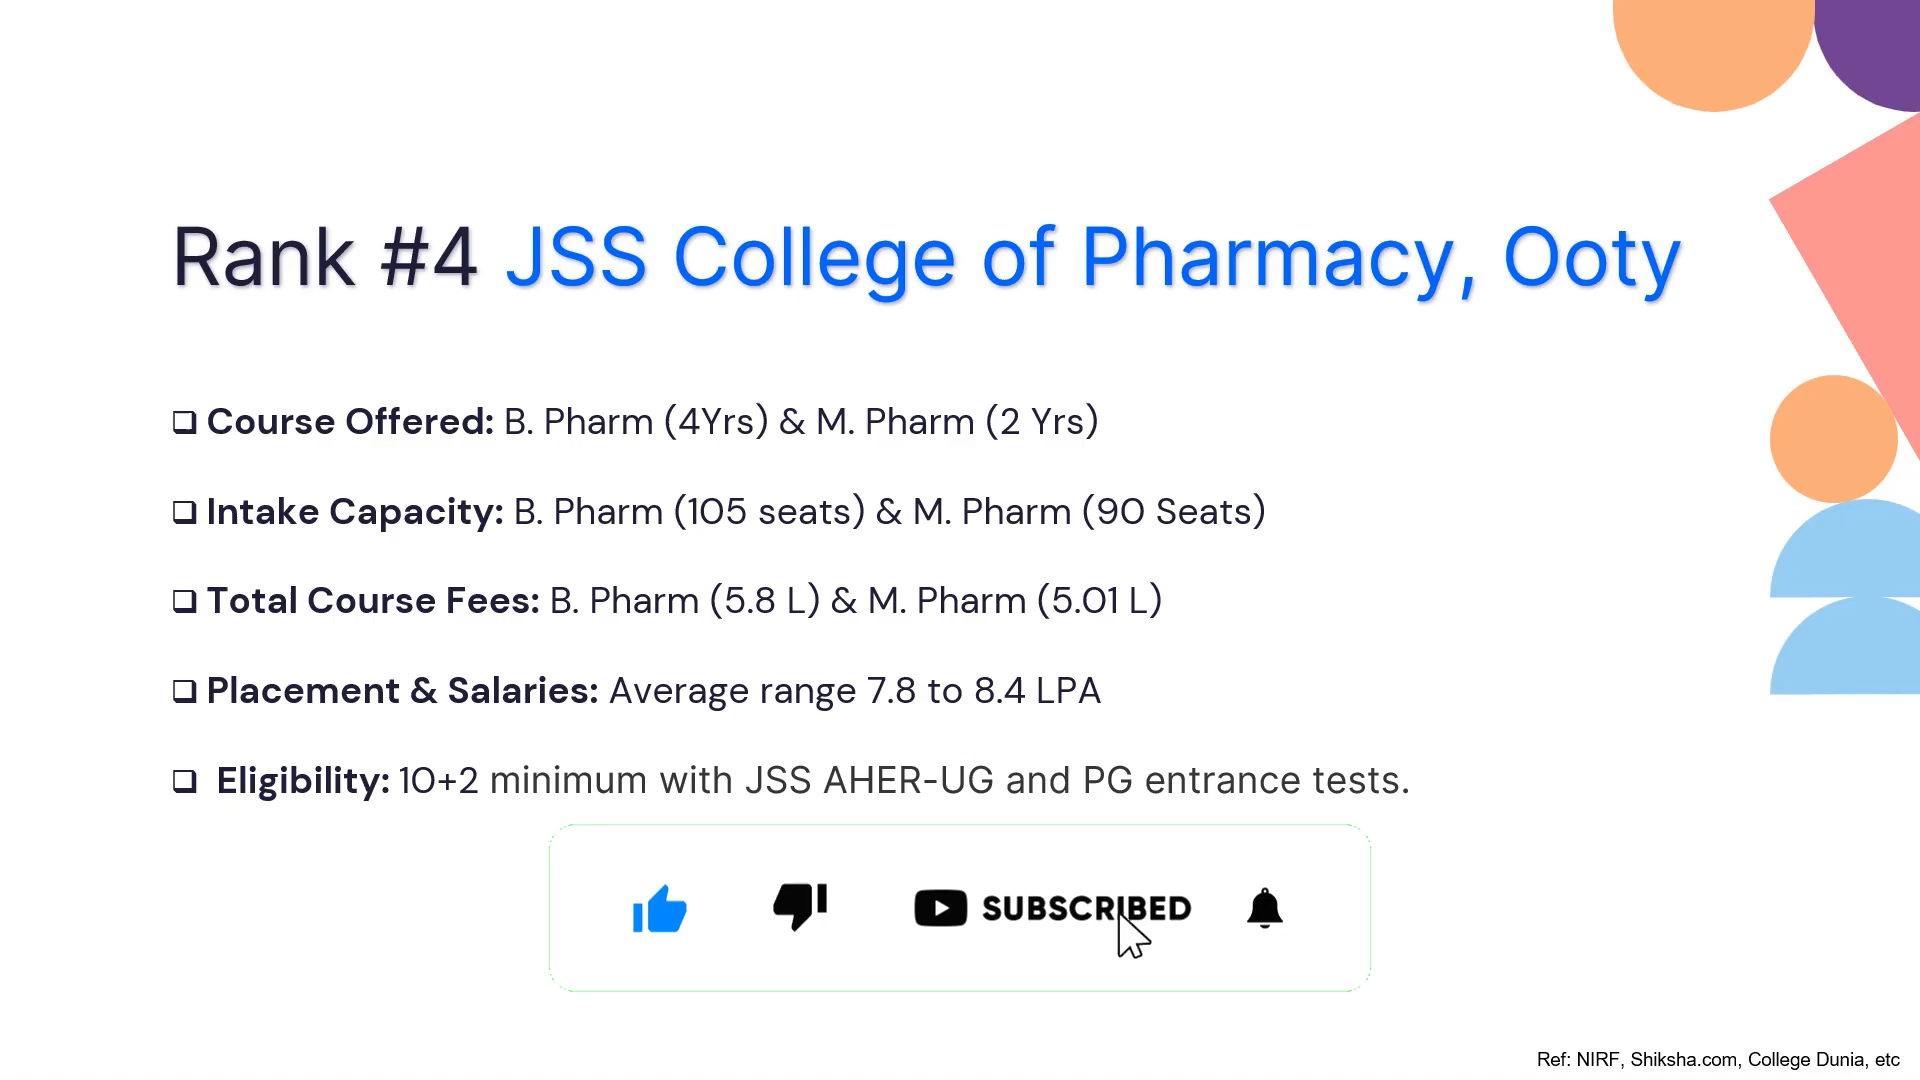 Rank #4 JSS College of Pharmacy, Ooty
❏ Course Offered: B. Pharm (4Yrs) & M. Pharm (2 Yrs)
❏ Intake Capacity: B. Pharm (105 seats) & M. Pharm (90 Seats)
❏ Total Course Fees: B. Pharm (5.8 L) & M. Pharm (5.01 L)
❏ Placement & Salaries: Average range 7.8 to 8.4 LPA
❏ Eligibility: 10+2 minimum with JSS AHER-UG and PG entrance tests.
SUBSCRIBED
Ref: NIRF, Shiksha.com, College Dunia, etc